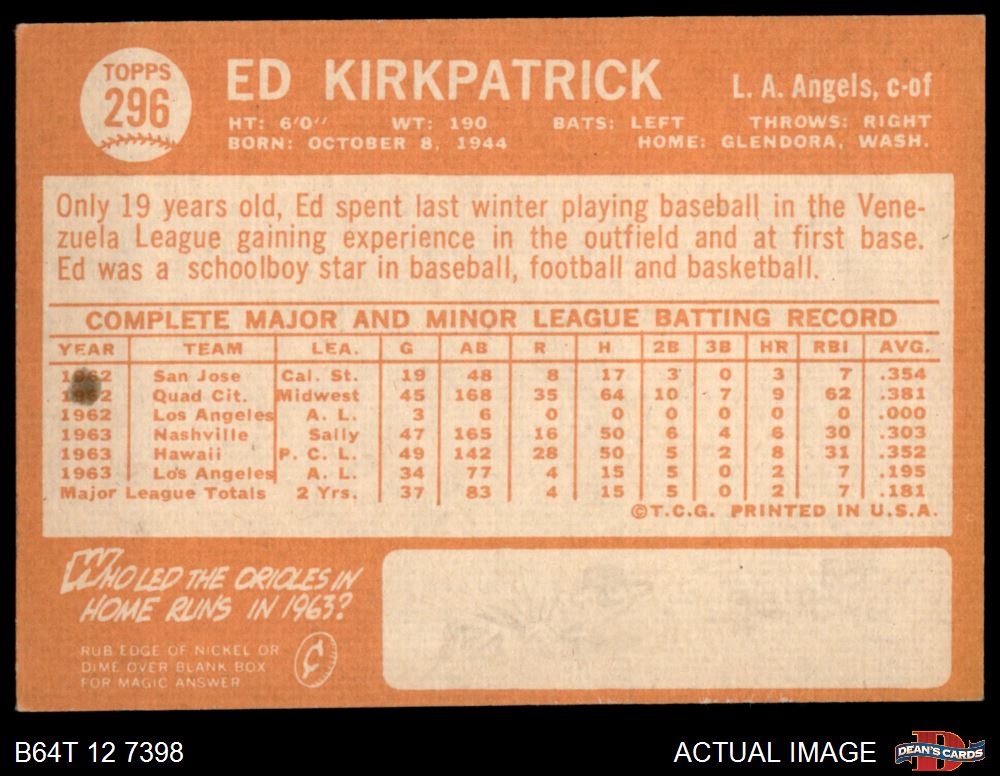 TOPPS
296
ED KIRKPATRICK
L. A. Angels, c-of
HT: 6'0'' WT: 190 BATS: LEFT THROWS: RIGHT
BORN: OCTOBER 8, 1944 HOME: GLENDORA, WASH.
Only 19 years old, Ed spent last winter playing baseball in the Vene-
zuela League gaining experience in the outfield and at first base.
Ed was a schoolboy star in baseball, football and basketball.
COMPLETE MAJOR AND MINOR LEAGUE BATTING RECORD
YEAR TEAM LEA. G AB R H 2B 3B HR RBI AVG.
1962 San Jose Cal. St. 19 48 8 17 3 0 3 7 .354
1962 Quad Cit. Midwest 45 168 35 64 10 7 9 62 .381
1962 Los Angeles A. L. 3 6 0 0 0 0 0 0 .000
1963 Nashville Sally 47 165 16 50 6 4 6 30 .303
1963 Hawaii P. C. L. 49 142 28 50 5 2 8 31 .352
1963 Los Angeles A. L. 34 77 4 15 5 0 2 7 .195
Major League Totals 2 Yrs. 37 83 4 15 5 0 2 7 .181
©T.C.G. PRINTED IN U.S.A.
WHO LED THE ORIOLES IN
HOME RUNS IN 1963?
RUB EDGE OF NICKEL OR
DIME OVER BLANK BOX
FOR MAGIC ANSWER
B64T 12 7398
ACTUAL IMAGE
D
DEAN'S CARDS